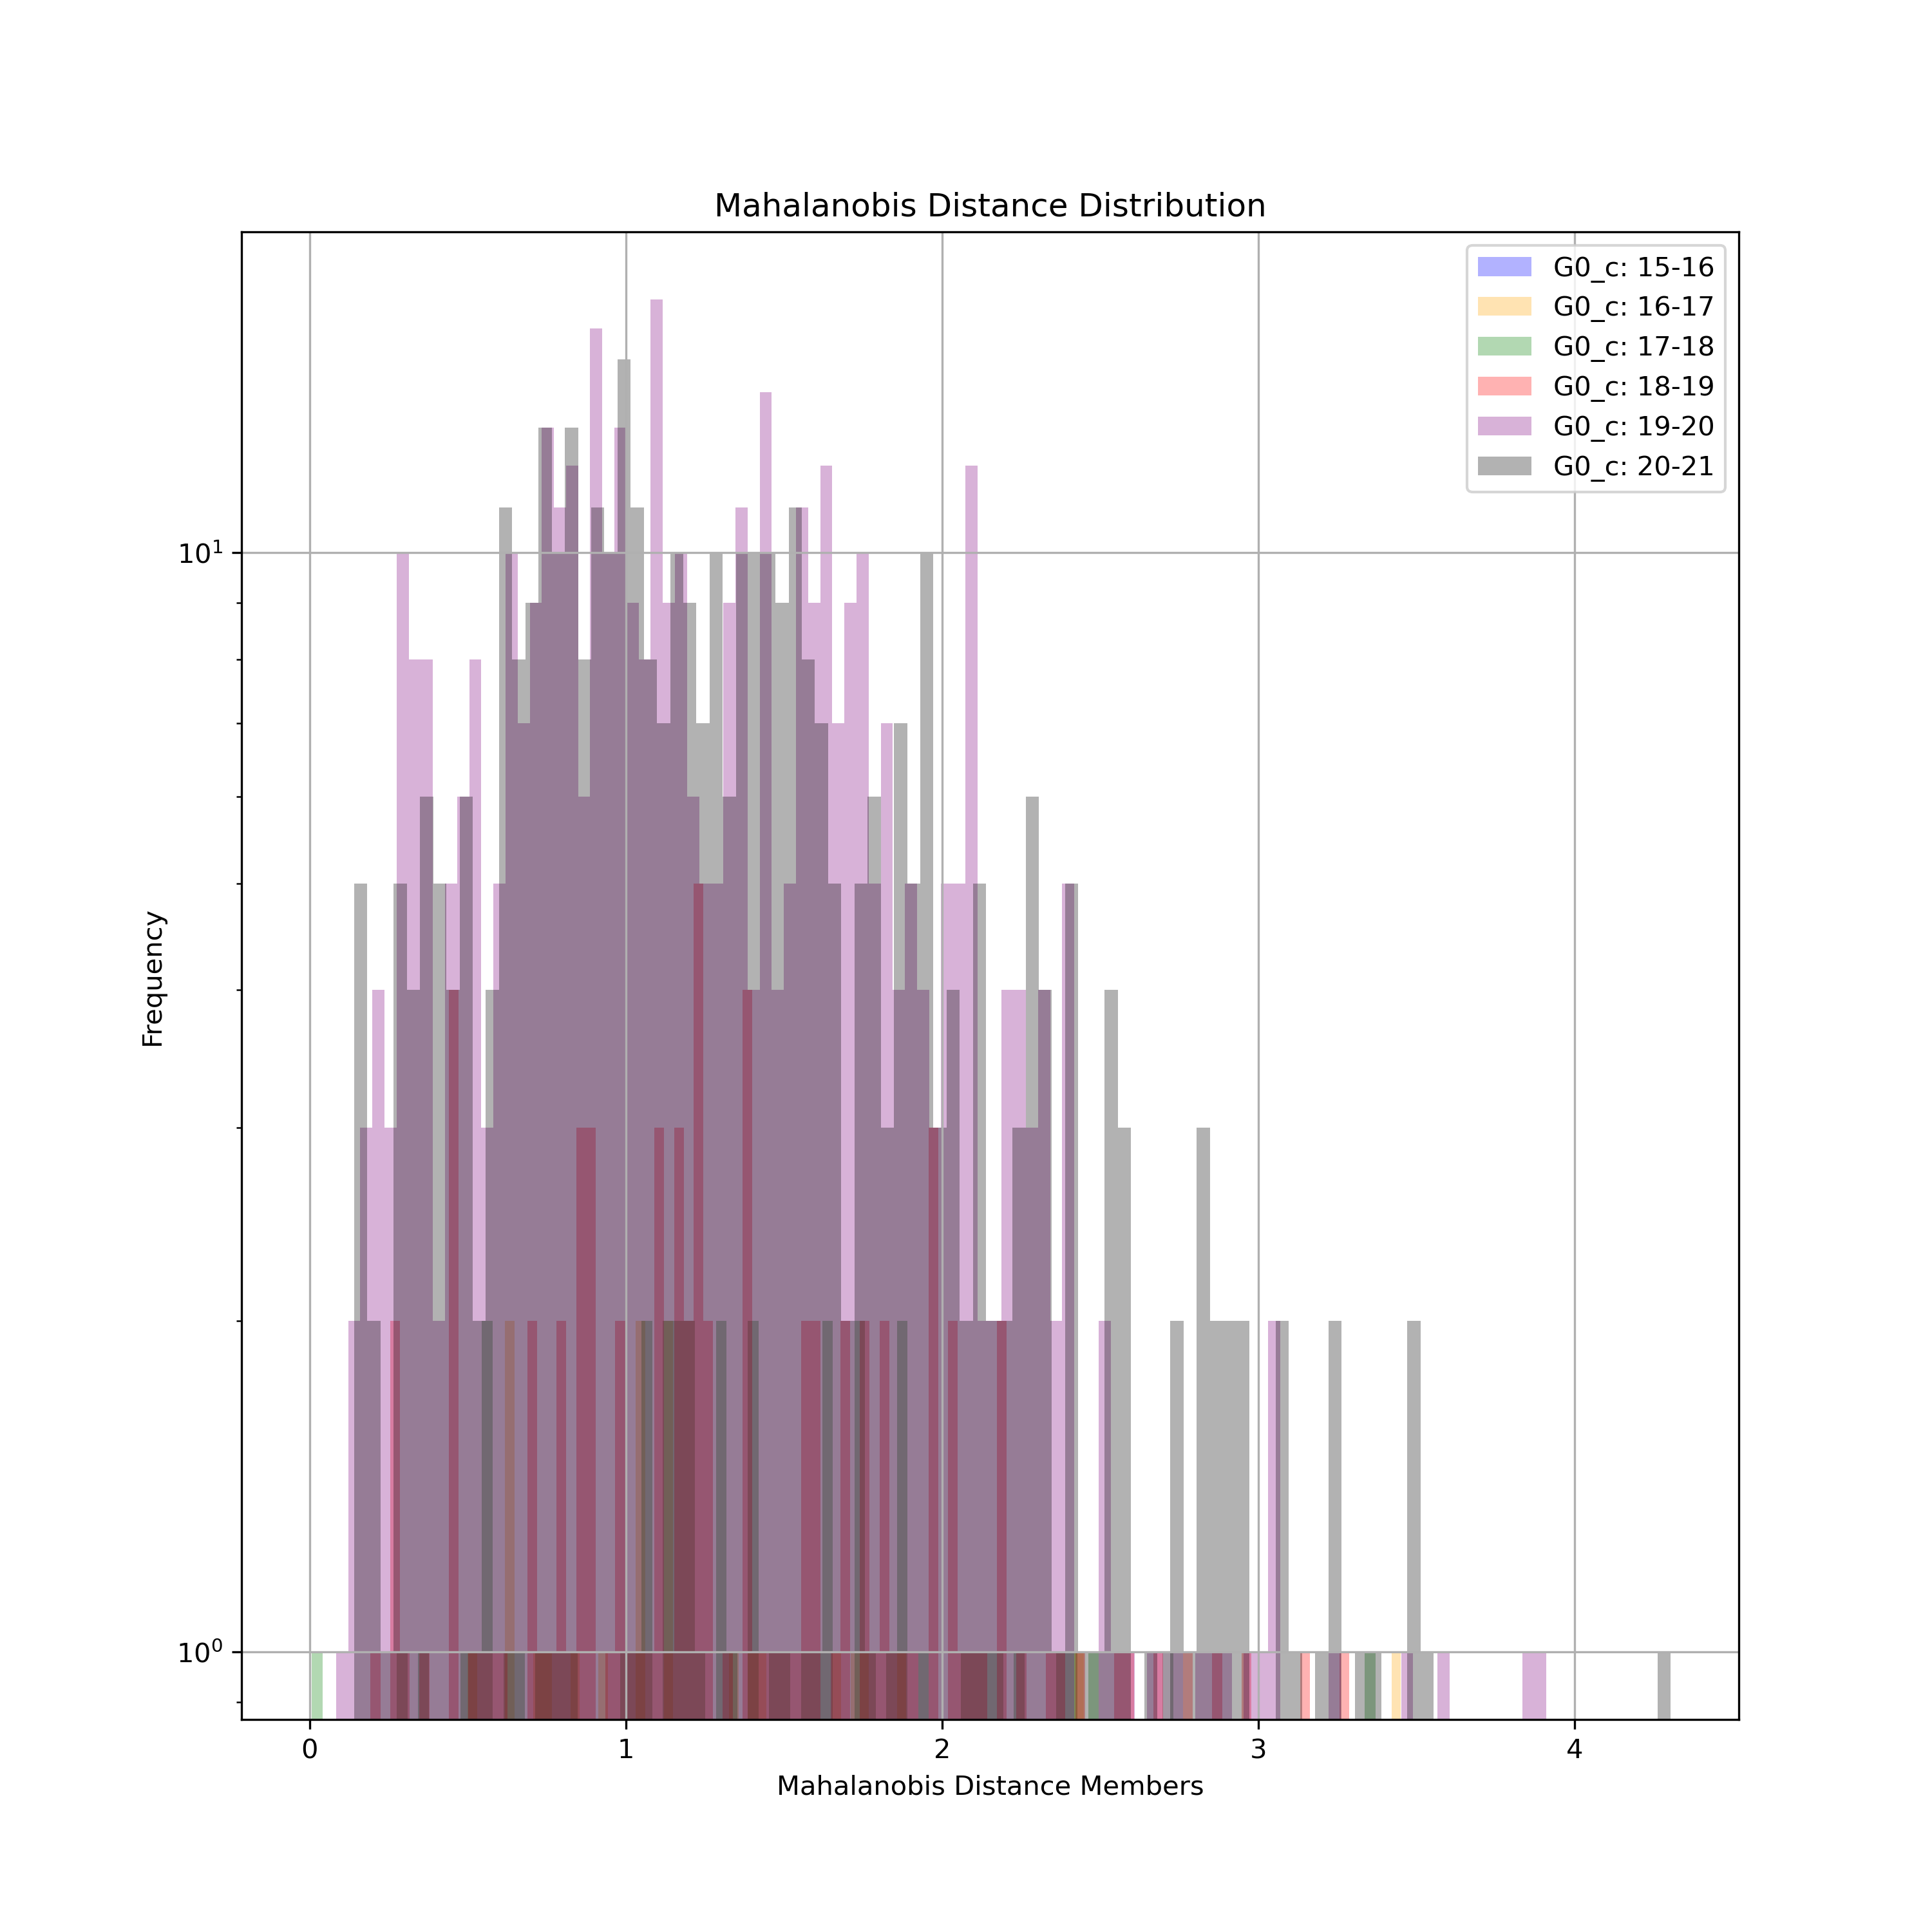 Mahalanobis Distance Distribution
G0_c: 15-16
G0_c: 16-17
G0_c: 17-18
G0_c: 18-19
G0_c: 19-20
G0_c: 20-21
10¹
10⁰
Frequency
0 1 2 3 4
Mahalanobis Distance Members